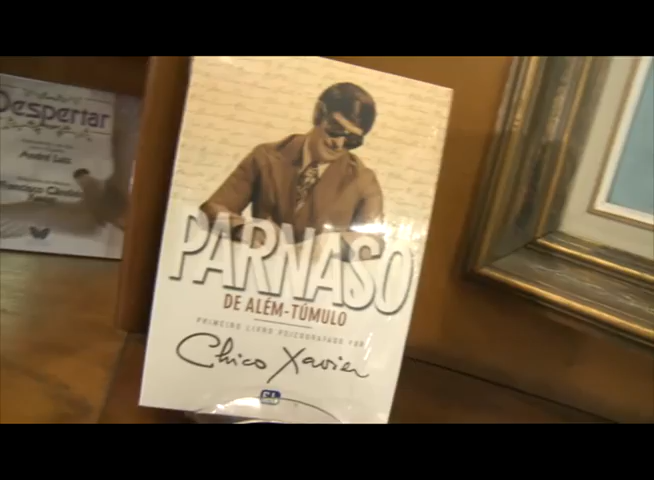 Despertar
André Luiz
PARNASO
DE ALÉM-TÚMULO
PRIMEIRO LIVRO PSICOGRAFADO POR
Chico Xavier